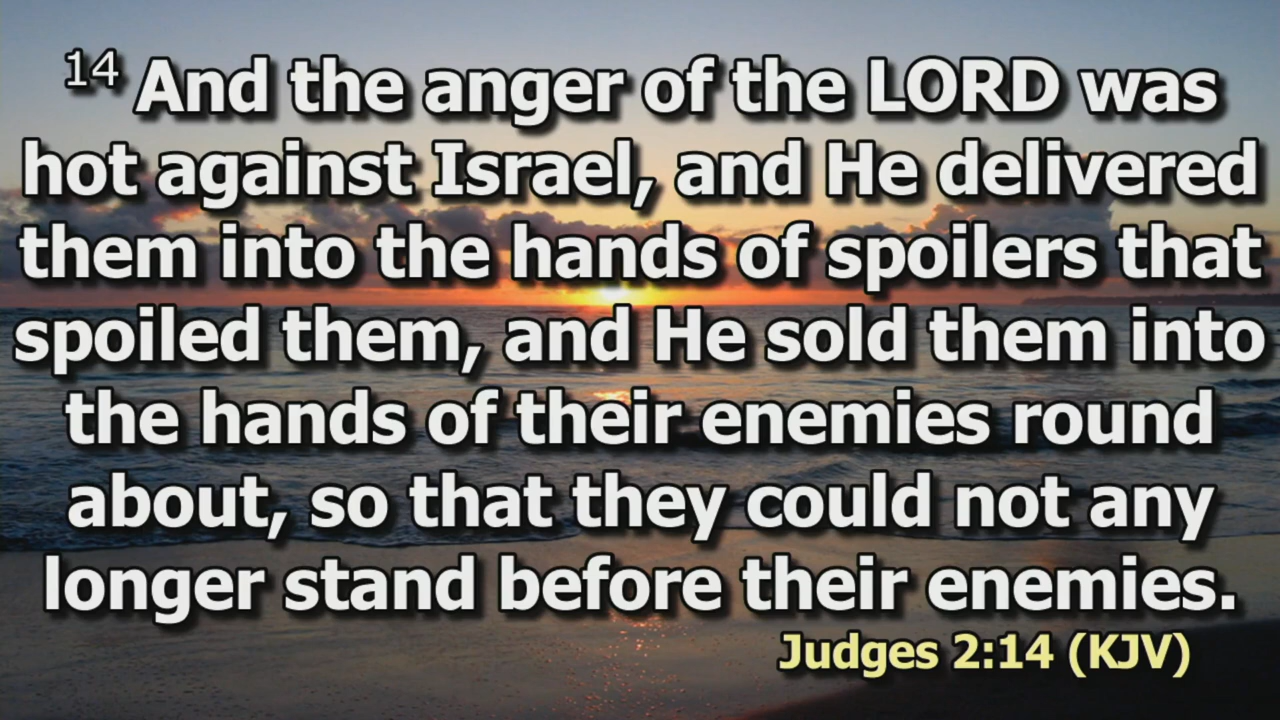 14 And the anger of the LORD was
hot against Israel, and He delivered
them into the hands of spoilers that
spoiled them, and He sold them into
the hands of their enemies round
about, so that they could not any
longer stand before their enemies.
Judges 2:14 (KJV)